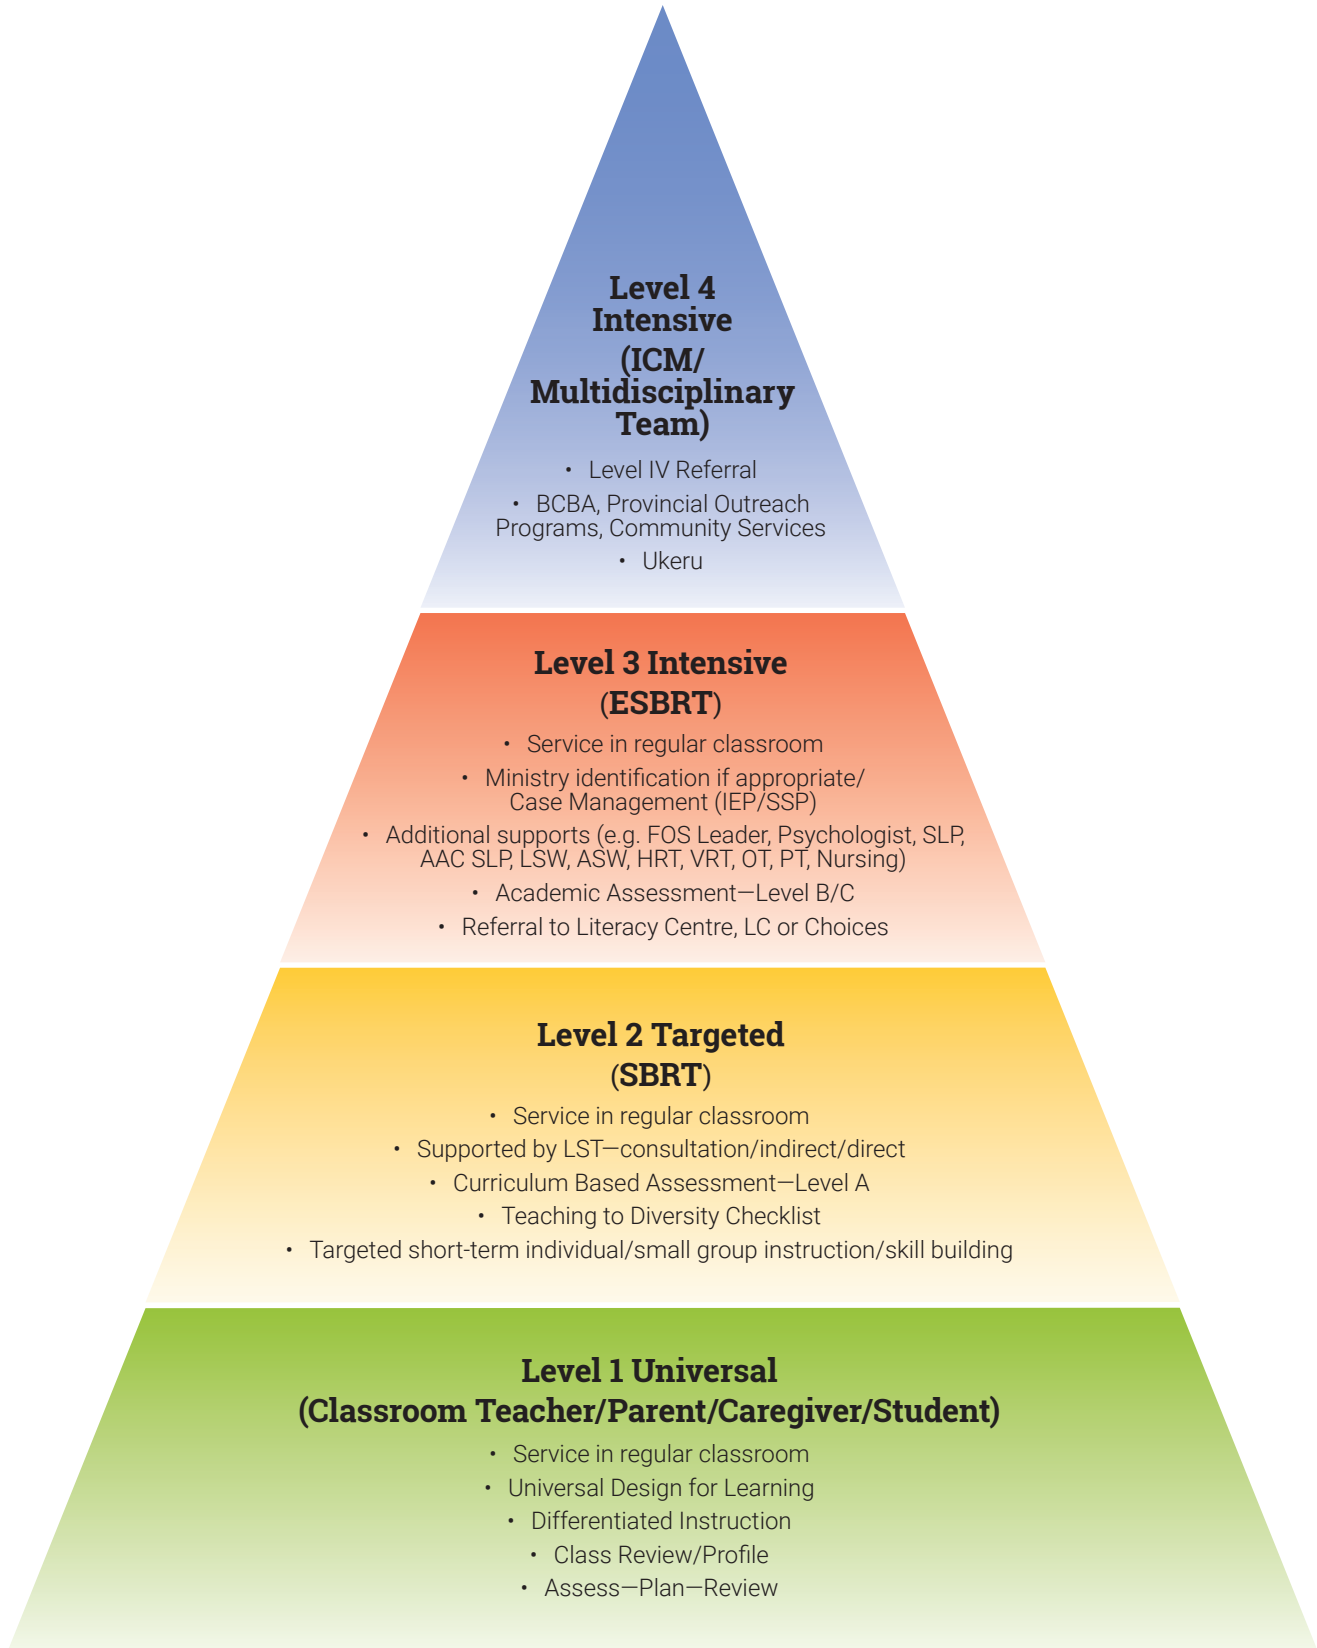 Level 4
Intensive
(ICM/
Multidisciplinary
Team)
• Level IV Referral
• BCBA, Provincial Outreach
Programs, Community Services
• Ukeru
Level 3 Intensive
(ESBRT)
• Service in regular classroom
• Ministry identification if appropriate/
Case Management (IEP/SSP)
• Additional supports (e.g. FOS Leader, Psychologist, SLP,
AAC SLP, LSW, ASW, HRT, VRT, OT, PT, Nursing)
• Academic Assessment—Level B/C
• Referral to Literacy Centre, LC or Choices
Level 2 Targeted
(SBRT)
• Service in regular classroom
• Supported by LST—consultation/indirect/direct
• Curriculum Based Assessment—Level A
• Teaching to Diversity Checklist
• Targeted short-term individual/small group instruction/skill building
Level 1 Universal
(Classroom Teacher/Parent/Caregiver/Student)
• Service in regular classroom
• Universal Design for Learning
• Differentiated Instruction
• Class Review/Profile
• Assess—Plan—Review